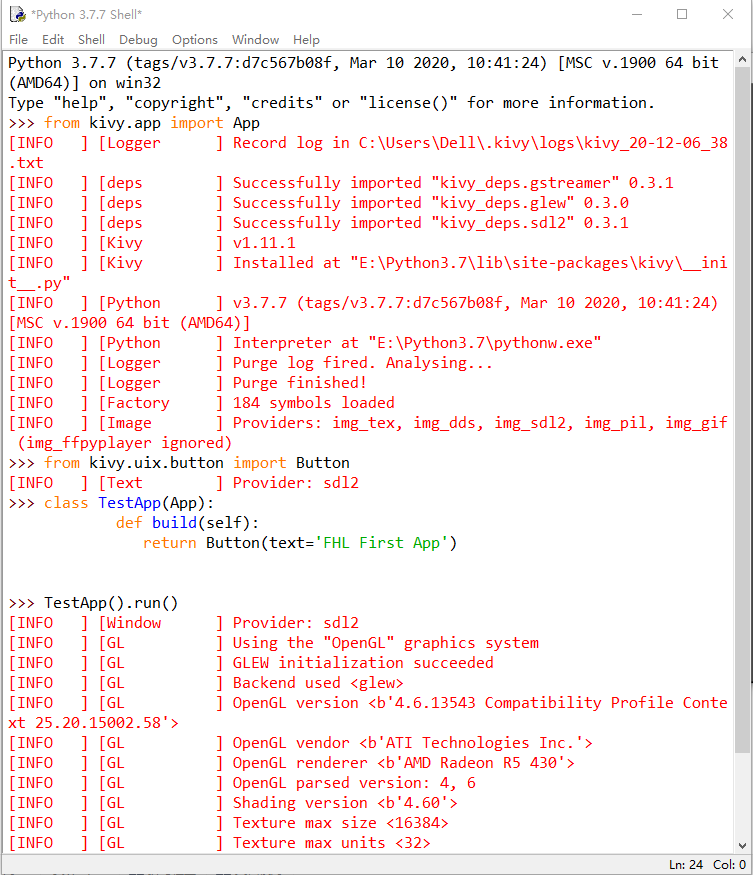 *Python 3.7.7 Shell*
File Edit Shell Debug Options Window Help
Python 3.7.7 (tags/v3.7.7:d7c567b08f, Mar 10 2020, 10:41:24) [MSC v.1900 64 bit
(AMD64)] on win32
Type "help", "copyright", "credits" or "license()" for more information.
>>> from kivy.app import App
[INFO   ] [Logger      ] Record log in C:\Users\Dell\.kivy\logs\kivy_20-12-06_38
.txt
[INFO   ] [deps        ] Successfully imported "kivy_deps.gstreamer" 0.3.1
[INFO   ] [deps        ] Successfully imported "kivy_deps.glew" 0.3.0
[INFO   ] [deps        ] Successfully imported "kivy_deps.sdl2" 0.3.1
[INFO   ] [Kivy        ] v1.11.1
[INFO   ] [Kivy        ] Installed at "E:\Python3.7\lib\site-packages\kivy\__ini
t__.py"
[INFO   ] [Python      ] v3.7.7 (tags/v3.7.7:d7c567b08f, Mar 10 2020, 10:41:24)
[MSC v.1900 64 bit (AMD64)]
[INFO   ] [Python      ] Interpreter at "E:\Python3.7\pythonw.exe"
[INFO   ] [Logger      ] Purge log fired. Analysing...
[INFO   ] [Logger      ] Purge finished!
[INFO   ] [Factory     ] 184 symbols loaded
[INFO   ] [Image       ] Providers: img_tex, img_dds, img_sdl2, img_pil, img_gif
 (img_ffpyplayer ignored)
>>> from kivy.uix.button import Button
[INFO   ] [Text        ] Provider: sdl2
>>> class TestApp(App):
            def build(self):
               return Button(text='FHL First App')
>>> TestApp().run()
[INFO   ] [Window      ] Provider: sdl2
[INFO   ] [GL          ] Using the "OpenGL" graphics system
[INFO   ] [GL          ] GLEW initialization succeeded
[INFO   ] [GL          ] Backend used <glew>
[INFO   ] [GL          ] OpenGL version <b'4.6.13543 Compatibility Profile Conte
xt 25.20.15002.58'>
[INFO   ] [GL          ] OpenGL vendor <b'ATI Technologies Inc.'>
[INFO   ] [GL          ] OpenGL renderer <b'AMD Radeon R5 430'>
[INFO   ] [GL          ] OpenGL parsed version: 4, 6
[INFO   ] [GL          ] Shading version <b'4.60'>
[INFO   ] [GL          ] Texture max size <16384>
[INFO   ] [GL          ] Texture max units <32>
Ln: 24 Col: 0